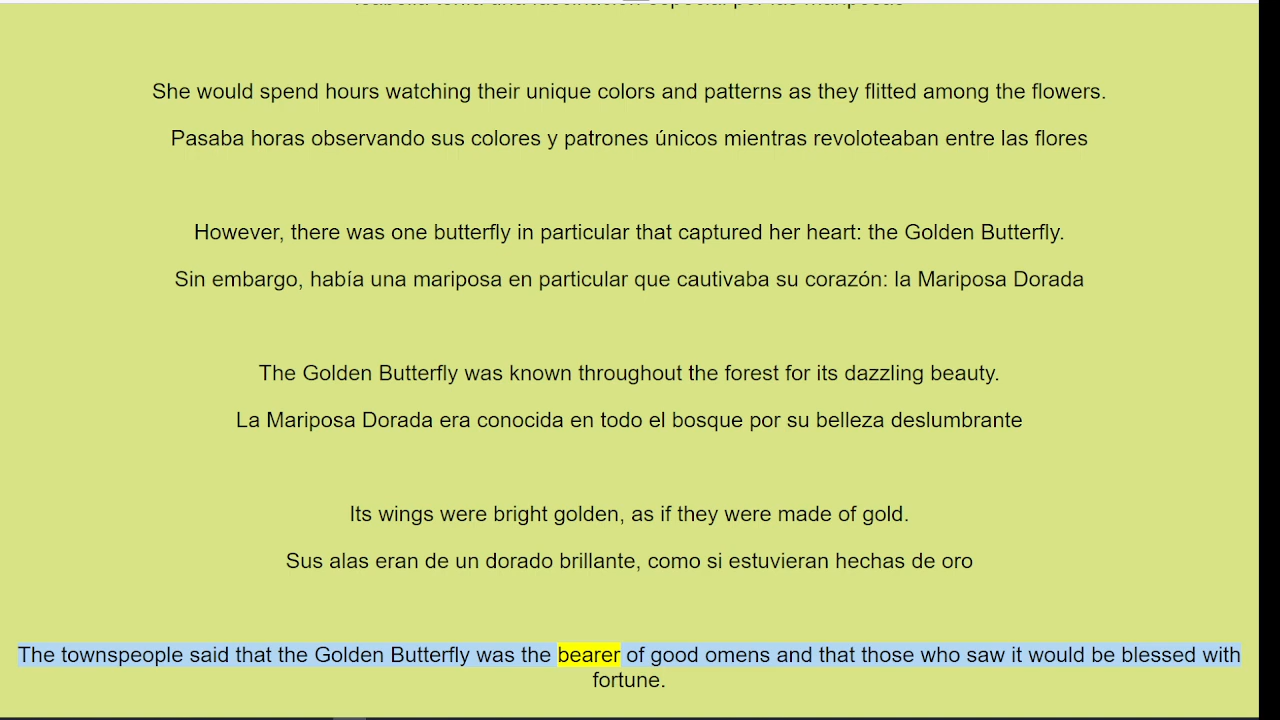 She would spend hours watching their unique colors and patterns as they flitted among the flowers.
Pasaba horas observando sus colores y patrones únicos mientras revoloteaban entre las flores
However, there was one butterfly in particular that captured her heart: the Golden Butterfly.
Sin embargo, había una mariposa en particular que cautivaba su corazón: la Mariposa Dorada
The Golden Butterfly was known throughout the forest for its dazzling beauty.
La Mariposa Dorada era conocida en todo el bosque por su belleza deslumbrante
Its wings were bright golden, as if they were made of gold.
Sus alas eran de un dorado brillante, como si estuvieran hechas de oro
The townspeople said that the Golden Butterfly was the bearer of good omens and that those who saw it would be blessed with
fortune.